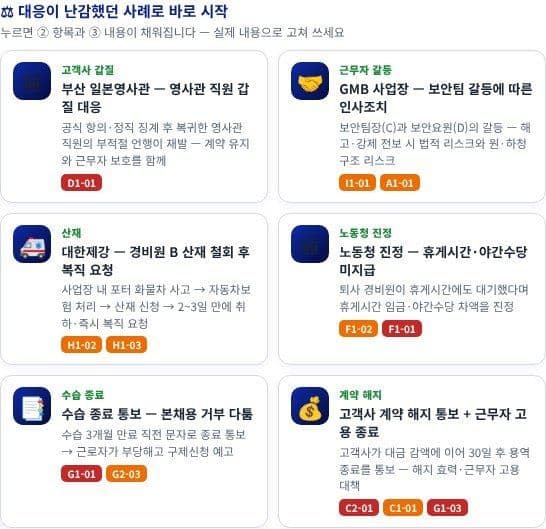 ⚖ 대응이 난감했던 사례로 바로 시작
누르면 ② 항목과 ③ 내용이 채워집니다 — 실제 내용으로 고쳐 쓰세요
고객사 갑질
부산 일본영사관 — 영사관 직원 갑
질 대응
공식 항의·정직 징계 후 복귀한 영사관
직원의 부적절 언행이 재발 — 계약 유지
와 근무자 보호를 함께
D1-01
근무자 갈등
GMB 사업장 — 보안팀 갈등에 따른
인사조치
보안팀장(C)과 보안요원(D)의 갈등 — 해
고·강제 전보 시 법적 리스크와 원·하청
구조 리스크
I1-01 A1-01
산재
대한제강 — 경비원 B 산재 철회 후
복직 요청
사업장 내 포터 화물차 사고 → 자동차보
험 처리 → 산재 신청 → 2~3일 만에 취
하·즉시 복직 요청
H1-02 H1-03
노동청 진정
노동청 진정 — 휴게시간·야간수당
미지급
퇴사 경비원이 휴게시간에도 대기했다며
휴게시간 임금·야간수당 차액을 진정
F1-02 F1-01
수습 종료
수습 종료 통보 — 본채용 거부 다툼
수습 3개월 만료 직전 문자로 종료 통보
→ 근로자가 부당해고 구제신청 예고
G1-01 G2-03
계약 해지
고객사 계약 해지 통보 + 근무자 고
용 종료
고객사가 대금 감액에 이어 30일 후 용역
종료를 통보 — 해지 효력·근무자 고용
대책
C2-01 C1-01 G1-03